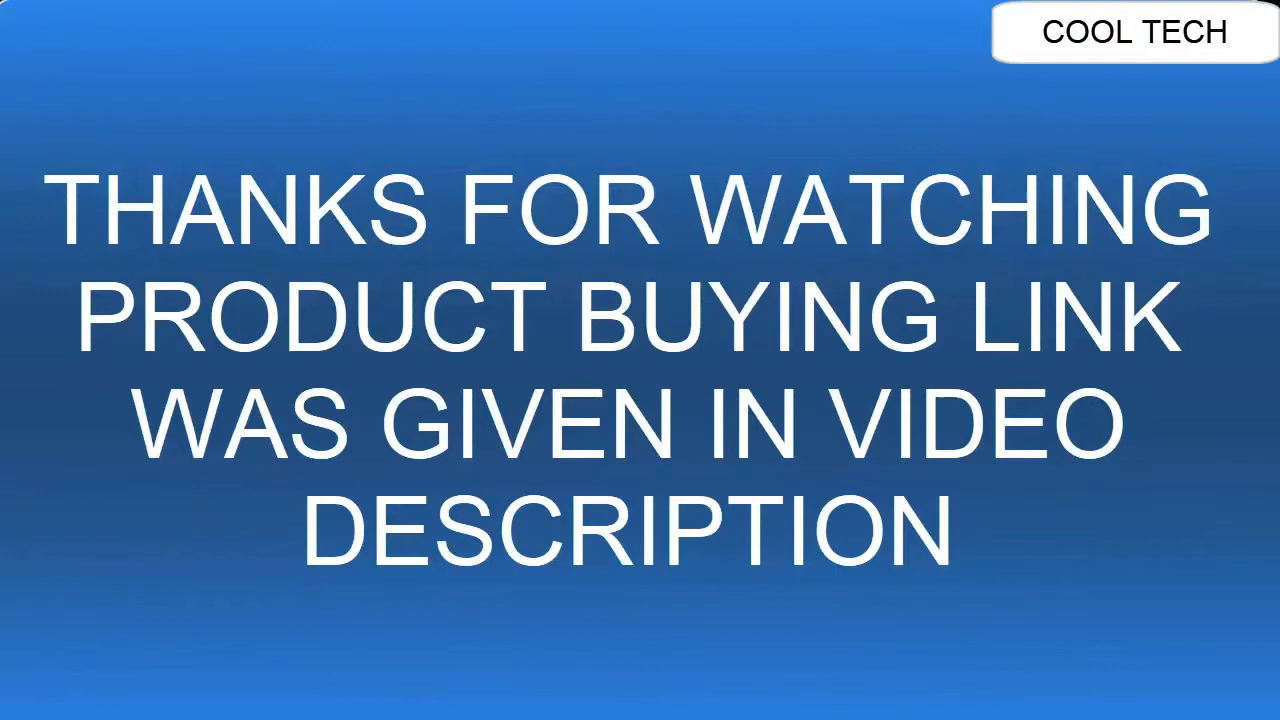 COOL TECH
THANKS FOR WATCHING
PRODUCT BUYING LINK
WAS GIVEN IN VIDEO
DESCRIPTION